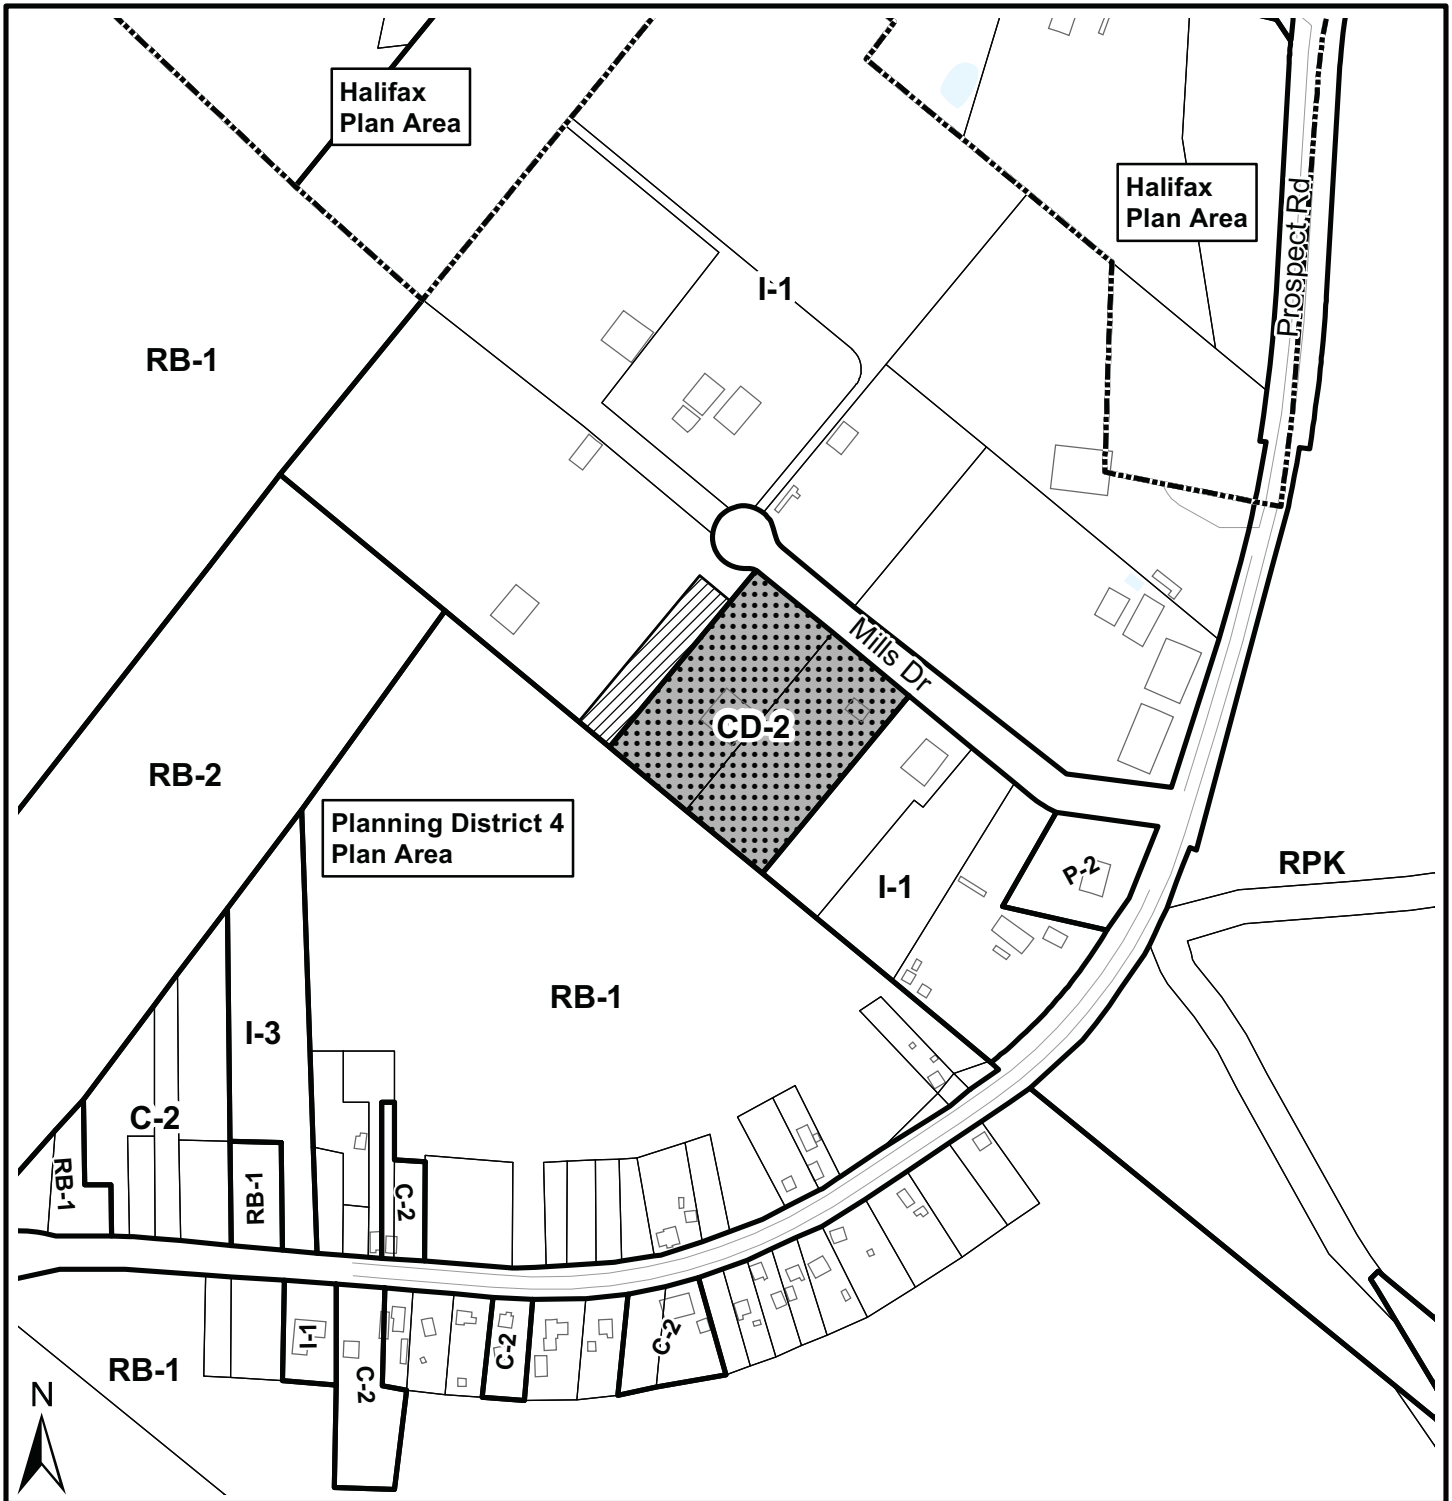 Halifax
Plan Area
Halifax
Plan Area
Prospect Rd
I-1
RB-1
Mills Dr
CD-2
RB-2
Planning District 4
Plan Area
P-2
RPK
I-1
RB-1
I-3
C-2
RB-1
RB-1
C-2
I-1
C-2
C-2
C-2
RB-1
N